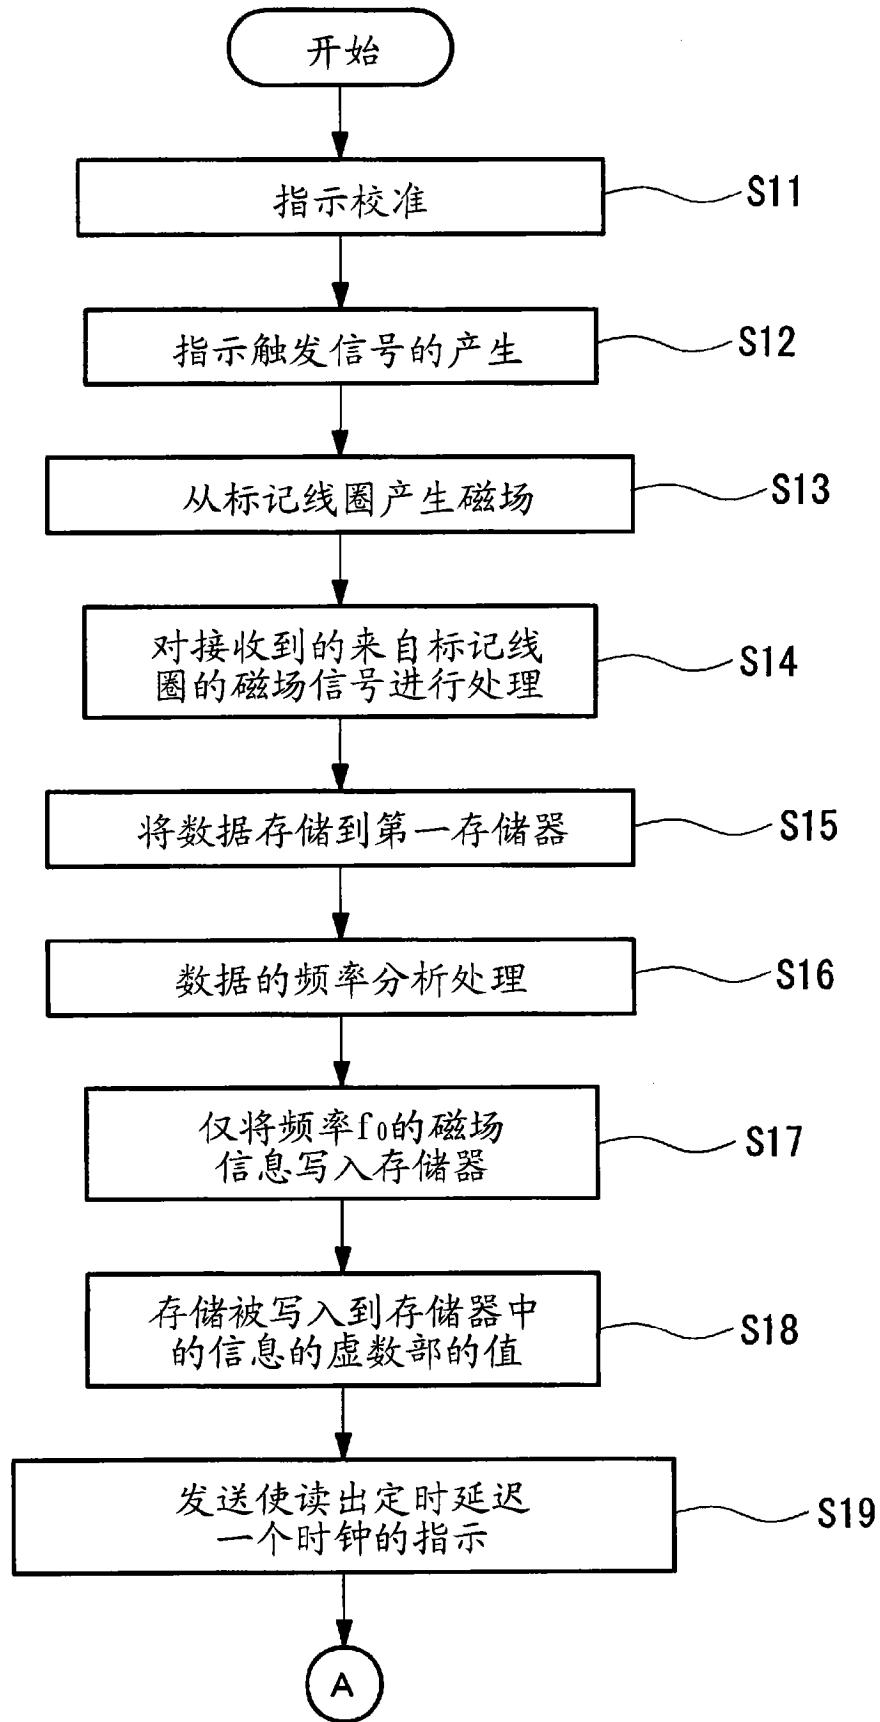 开始
指示校准
S11
指示触发信号的产生
S12
从标记线圈产生磁场
S13
对接收到的来自标记线
圈的磁场信号进行处理
S14
将数据存储到第一存储器
S15
数据的频率分析处理
S16
仅将频率f₀的磁场
信息写入存储器
S17
存储被写入到存储器中
的信息的虚数部的值
S18
发送使读出定时延迟
一个时钟的指示
S19
A